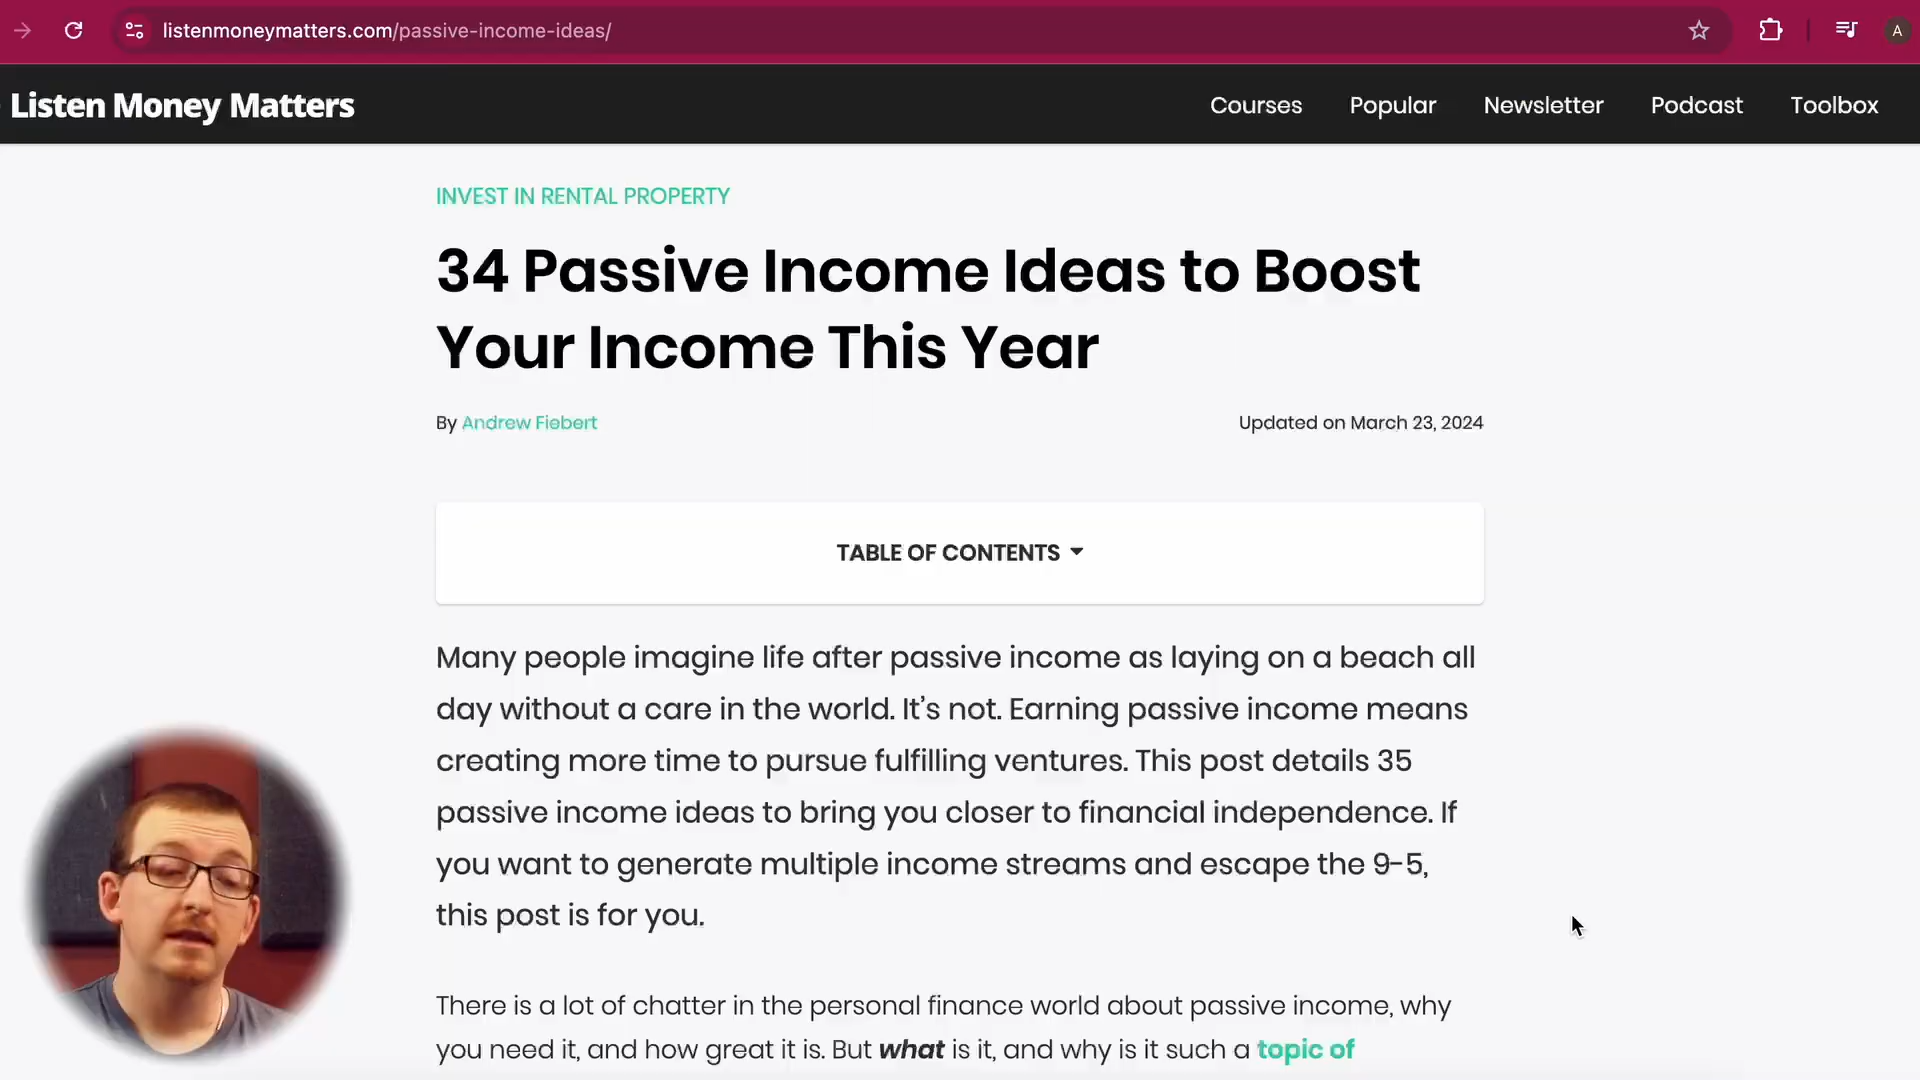 listenmoneymatters.com/passive-income-ideas/
A
Listen Money Matters
Courses
Popular
Newsletter
Podcast
Toolbox
INVEST IN RENTAL PROPERTY
34 Passive Income Ideas to Boost
Your Income This Year
By Andrew Fiebert
Updated on March 23, 2024
TABLE OF CONTENTS
Many people imagine life after passive income as laying on a beach all
day without a care in the world. It’s not. Earning passive income means
creating more time to pursue fulfilling ventures. This post details 35
passive income ideas to bring you closer to financial independence. If
you want to generate multiple income streams and escape the 9-5,
this post is for you.
There is a lot of chatter in the personal finance world about passive income, why
you need it, and how great it is. But what is it, and why is it such a topic of